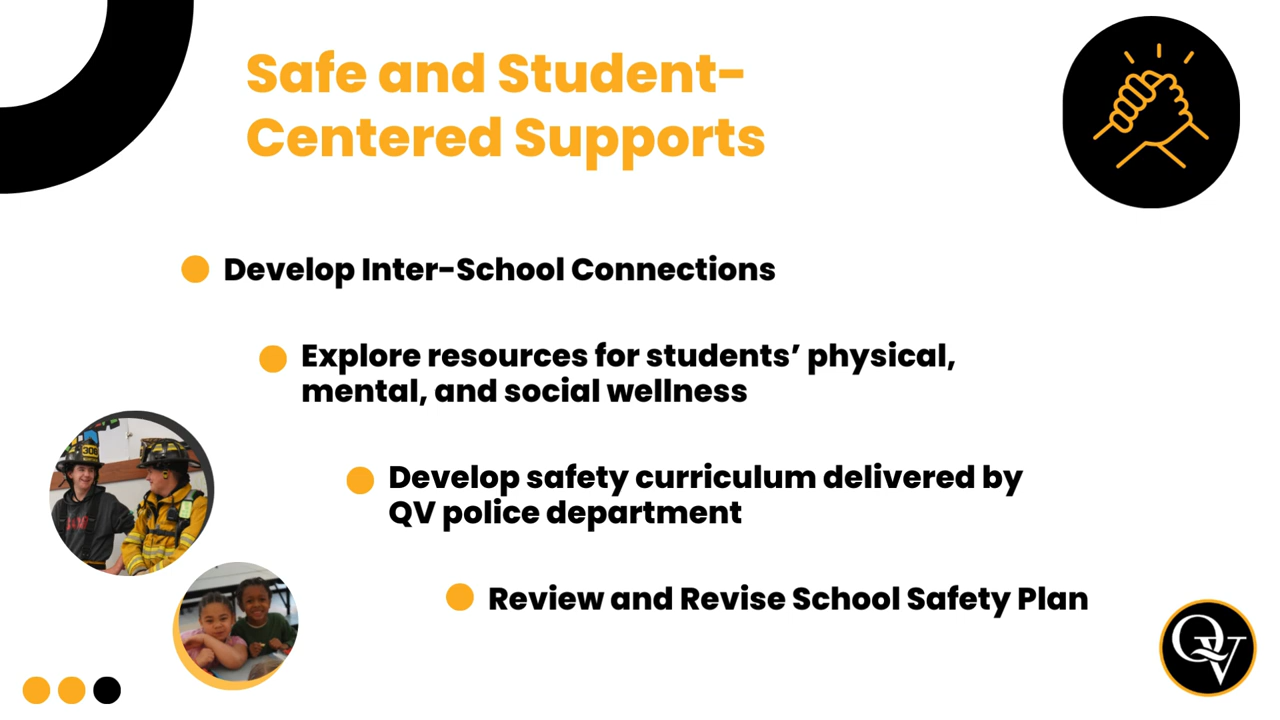 Safe and Student-
Centered Supports
Develop Inter-School Connections
Explore resources for students’ physical,
mental, and social wellness
Develop safety curriculum delivered by
QV police department
Review and Revise School Safety Plan
308
QV